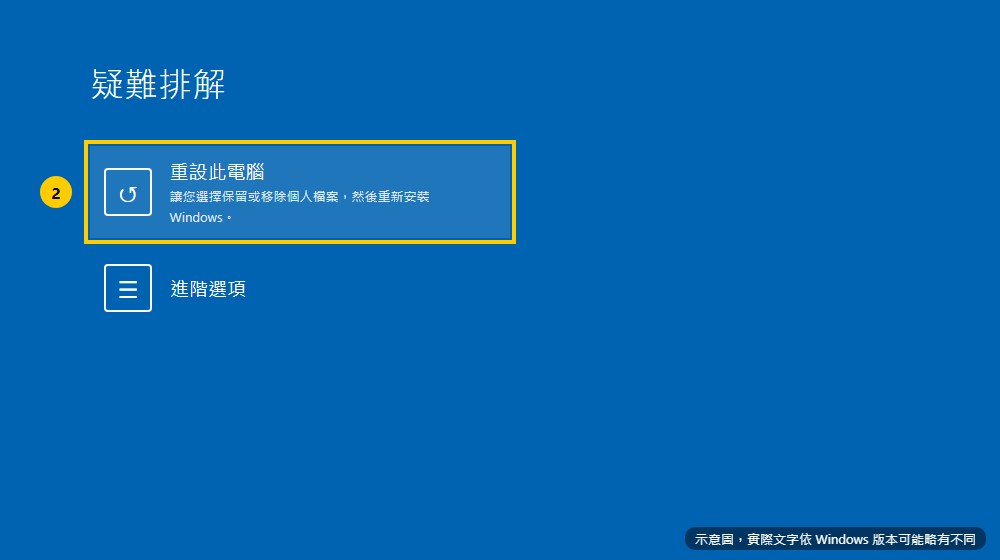 疑難排解
2
重設此電腦
讓您選擇保留或移除個人檔案，然後重新安裝
Windows。
進階選項
示意圖，實際文字依 Windows 版本可能略有不同